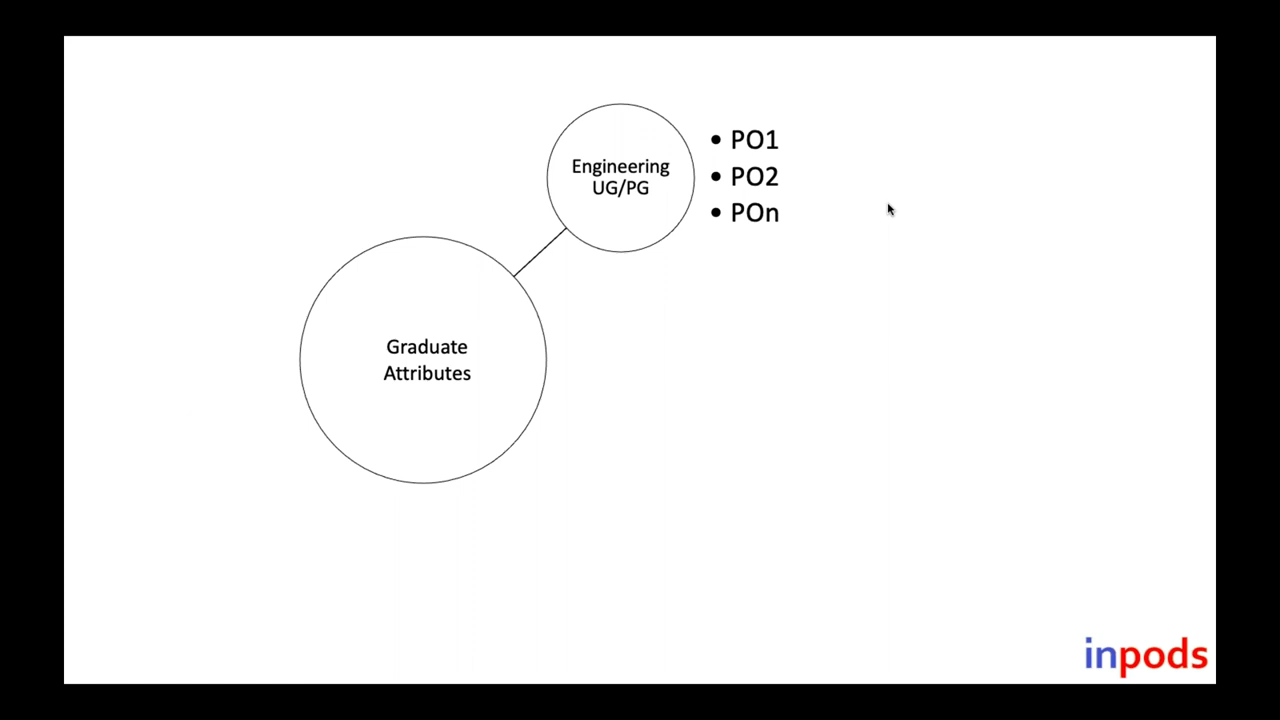 Engineering
UG/PG
• PO1
• PO2
• POn
Graduate
Attributes
inpods